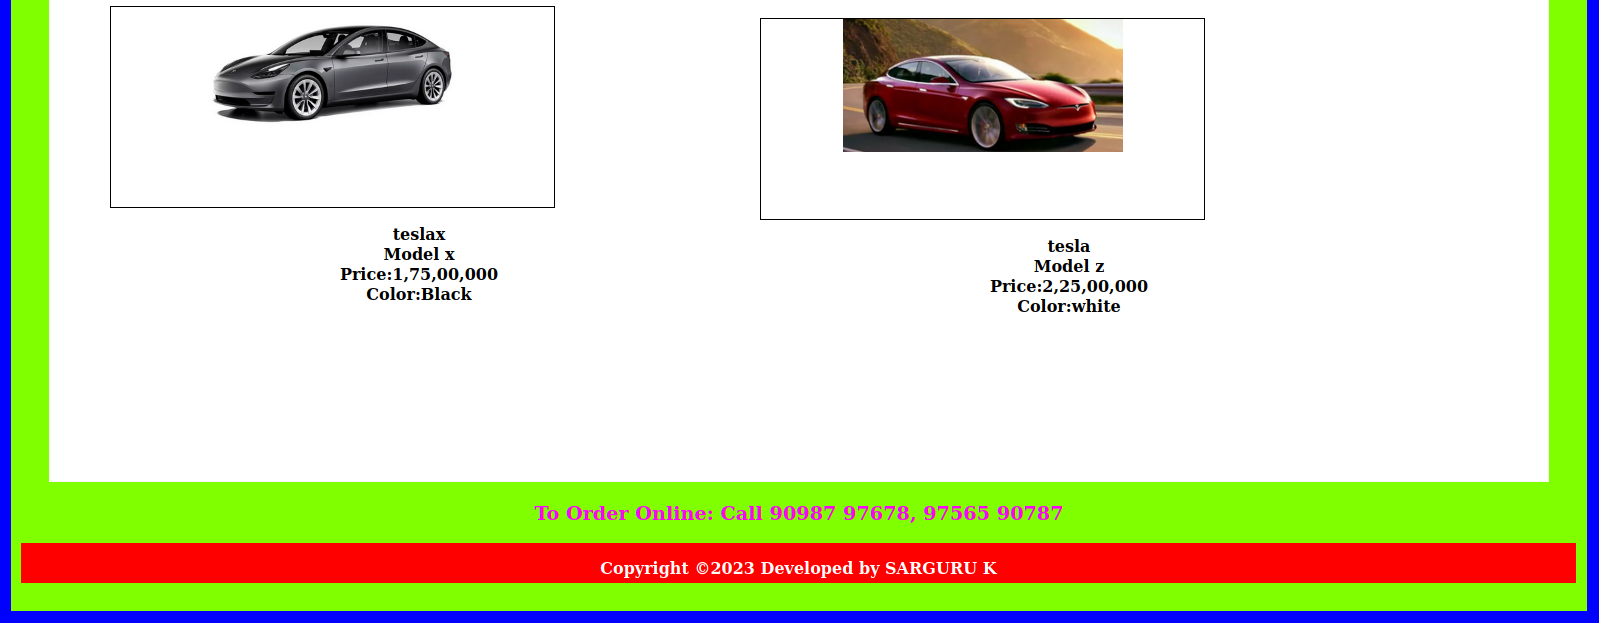 teslax
Model x
Price:1,75,00,000
Color:Black
tesla
Model z
Price:2,25,00,000
Color:white
To Order Online: Call 90987 97678, 97565 90787
Copyright ©2023 Developed by SARGURU K